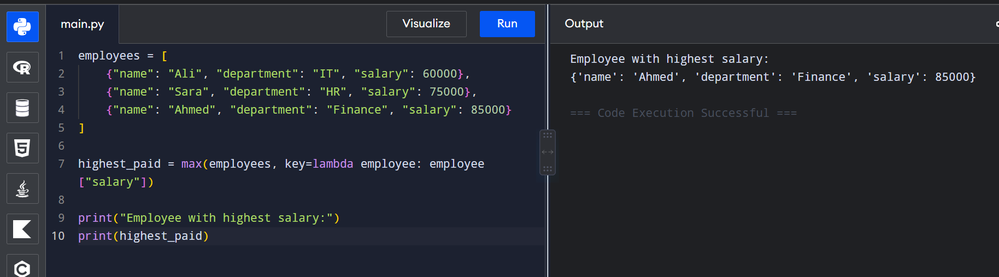 main.py
Visualize
Run
1 employees = [
2     {"name": "Ali", "department": "IT", "salary": 60000},
3     {"name": "Sara", "department": "HR", "salary": 75000},
4     {"name": "Ahmed", "department": "Finance", "salary": 85000}
5 ]
6
7 highest_paid = max(employees, key=lambda employee: employee
["salary"])
8
9 print("Employee with highest salary:")
10 print(highest_paid)
Output
Employee with highest salary:
{'name': 'Ahmed', 'department': 'Finance', 'salary': 85000}
=== Code Execution Successful ===